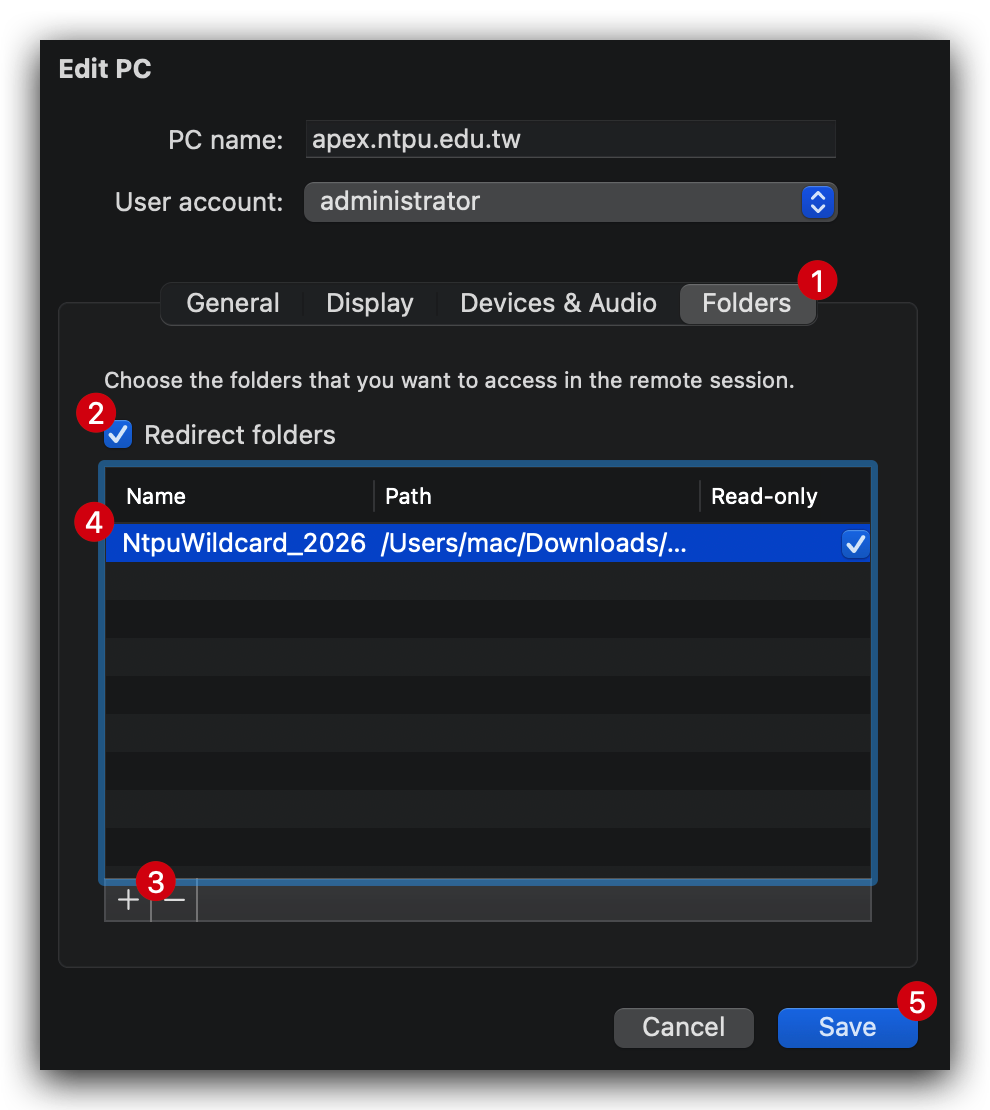 Edit PC
PC name: apex.ntpu.edu.tw
User account: administrator
General Display Devices & Audio Folders 1
Choose the folders that you want to access in the remote session.
2 Redirect folders
Name Path Read-only
4 NtpuWildcard_2026 /Users/mac/Downloads/...
+ 3 −
Cancel Save 5